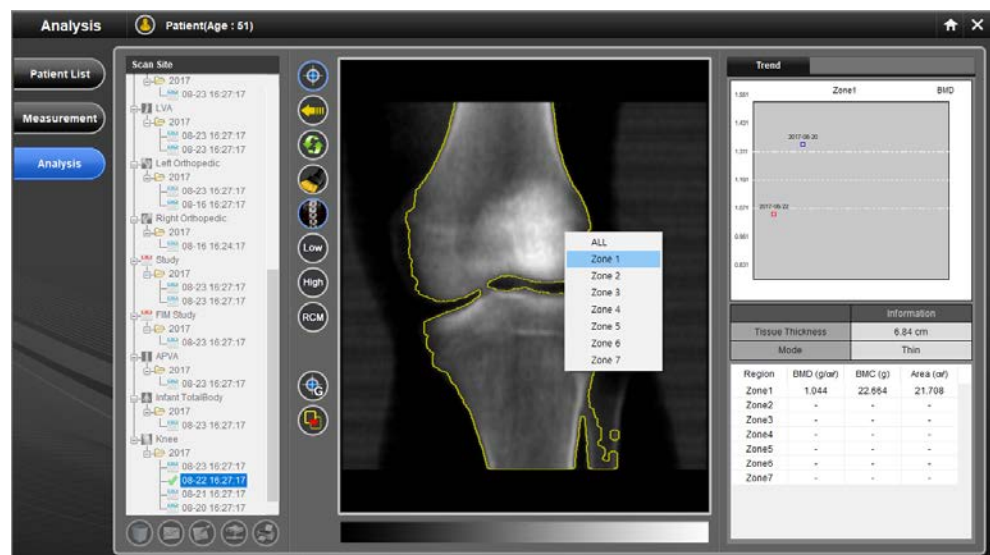 Analysis
Patient(Age : 51)
Patient List
Measurement
Analysis
Scan Site
2017
08-23 16:27:17
LVA
2017
08-23 16:27:17
08-23 16:27:17
Left Orthopedic
2017
08-23 16:27:17
08-16 16:27:17
Right Orthopedic
2017
08-16 16:24:17
Study
2017
08-23 16:27:17
08-23 16:27:17
FIM Study
2017
08-23 16:27:17
APVA
2017
08-23 16:27:17
Infant TotalBody
2017
08-23 16:27:17
Knee
2017
08-23 16:27:17
08-22 16:27:17
08-21 16:27:17
08-20 16:27:17
Low
High
RCM
G
ALL
Zone 1
Zone 2
Zone 3
Zone 4
Zone 5
Zone 6
Zone 7
Trend
Zone1 BMD
2017-08-20
2017-08-22
Information
Tissue Thickness 6.84 cm
Mode Thin
Region BMD (g/㎠) BMC (g) Area (㎠)
Zone1 1.044 22.664 21.708
Zone2 - - -
Zone3 - - -
Zone4 - - -
Zone5 - - -
Zone6 - - -
Zone7 - - -